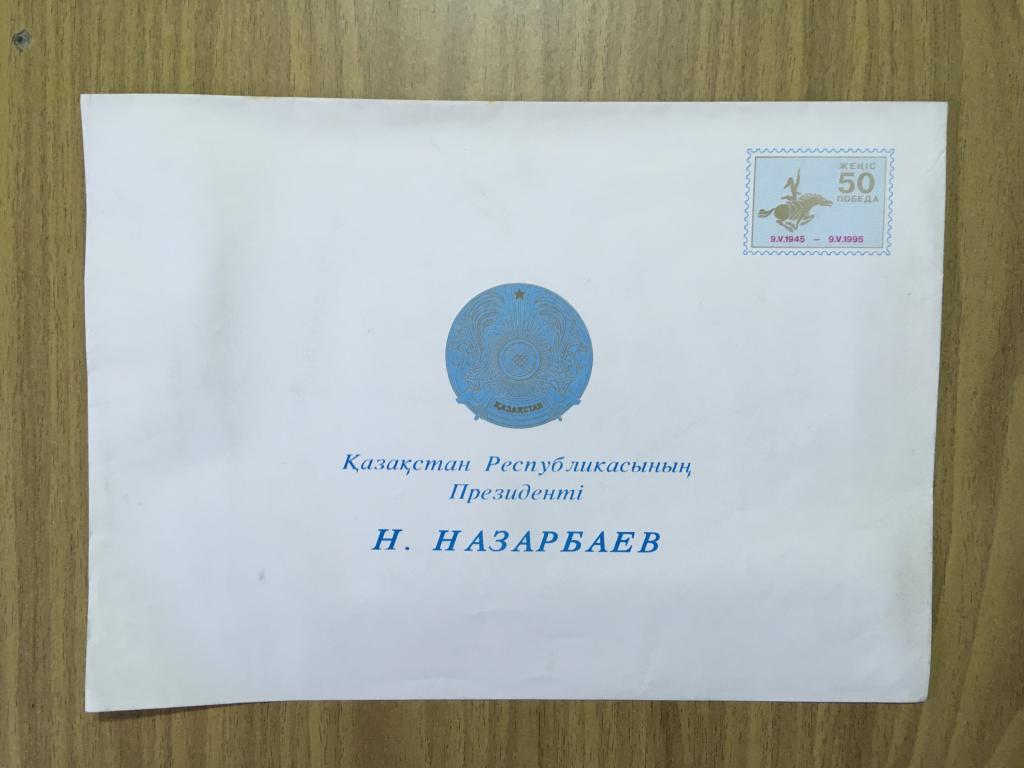 ЖЕҢІС
50
ПОБЕДА
9.V.1945 – 9.V.1995
ҚАЗАҚСТАН
Қазақстан Республикасының
Президенті
Н. НАЗАРБАЕВ